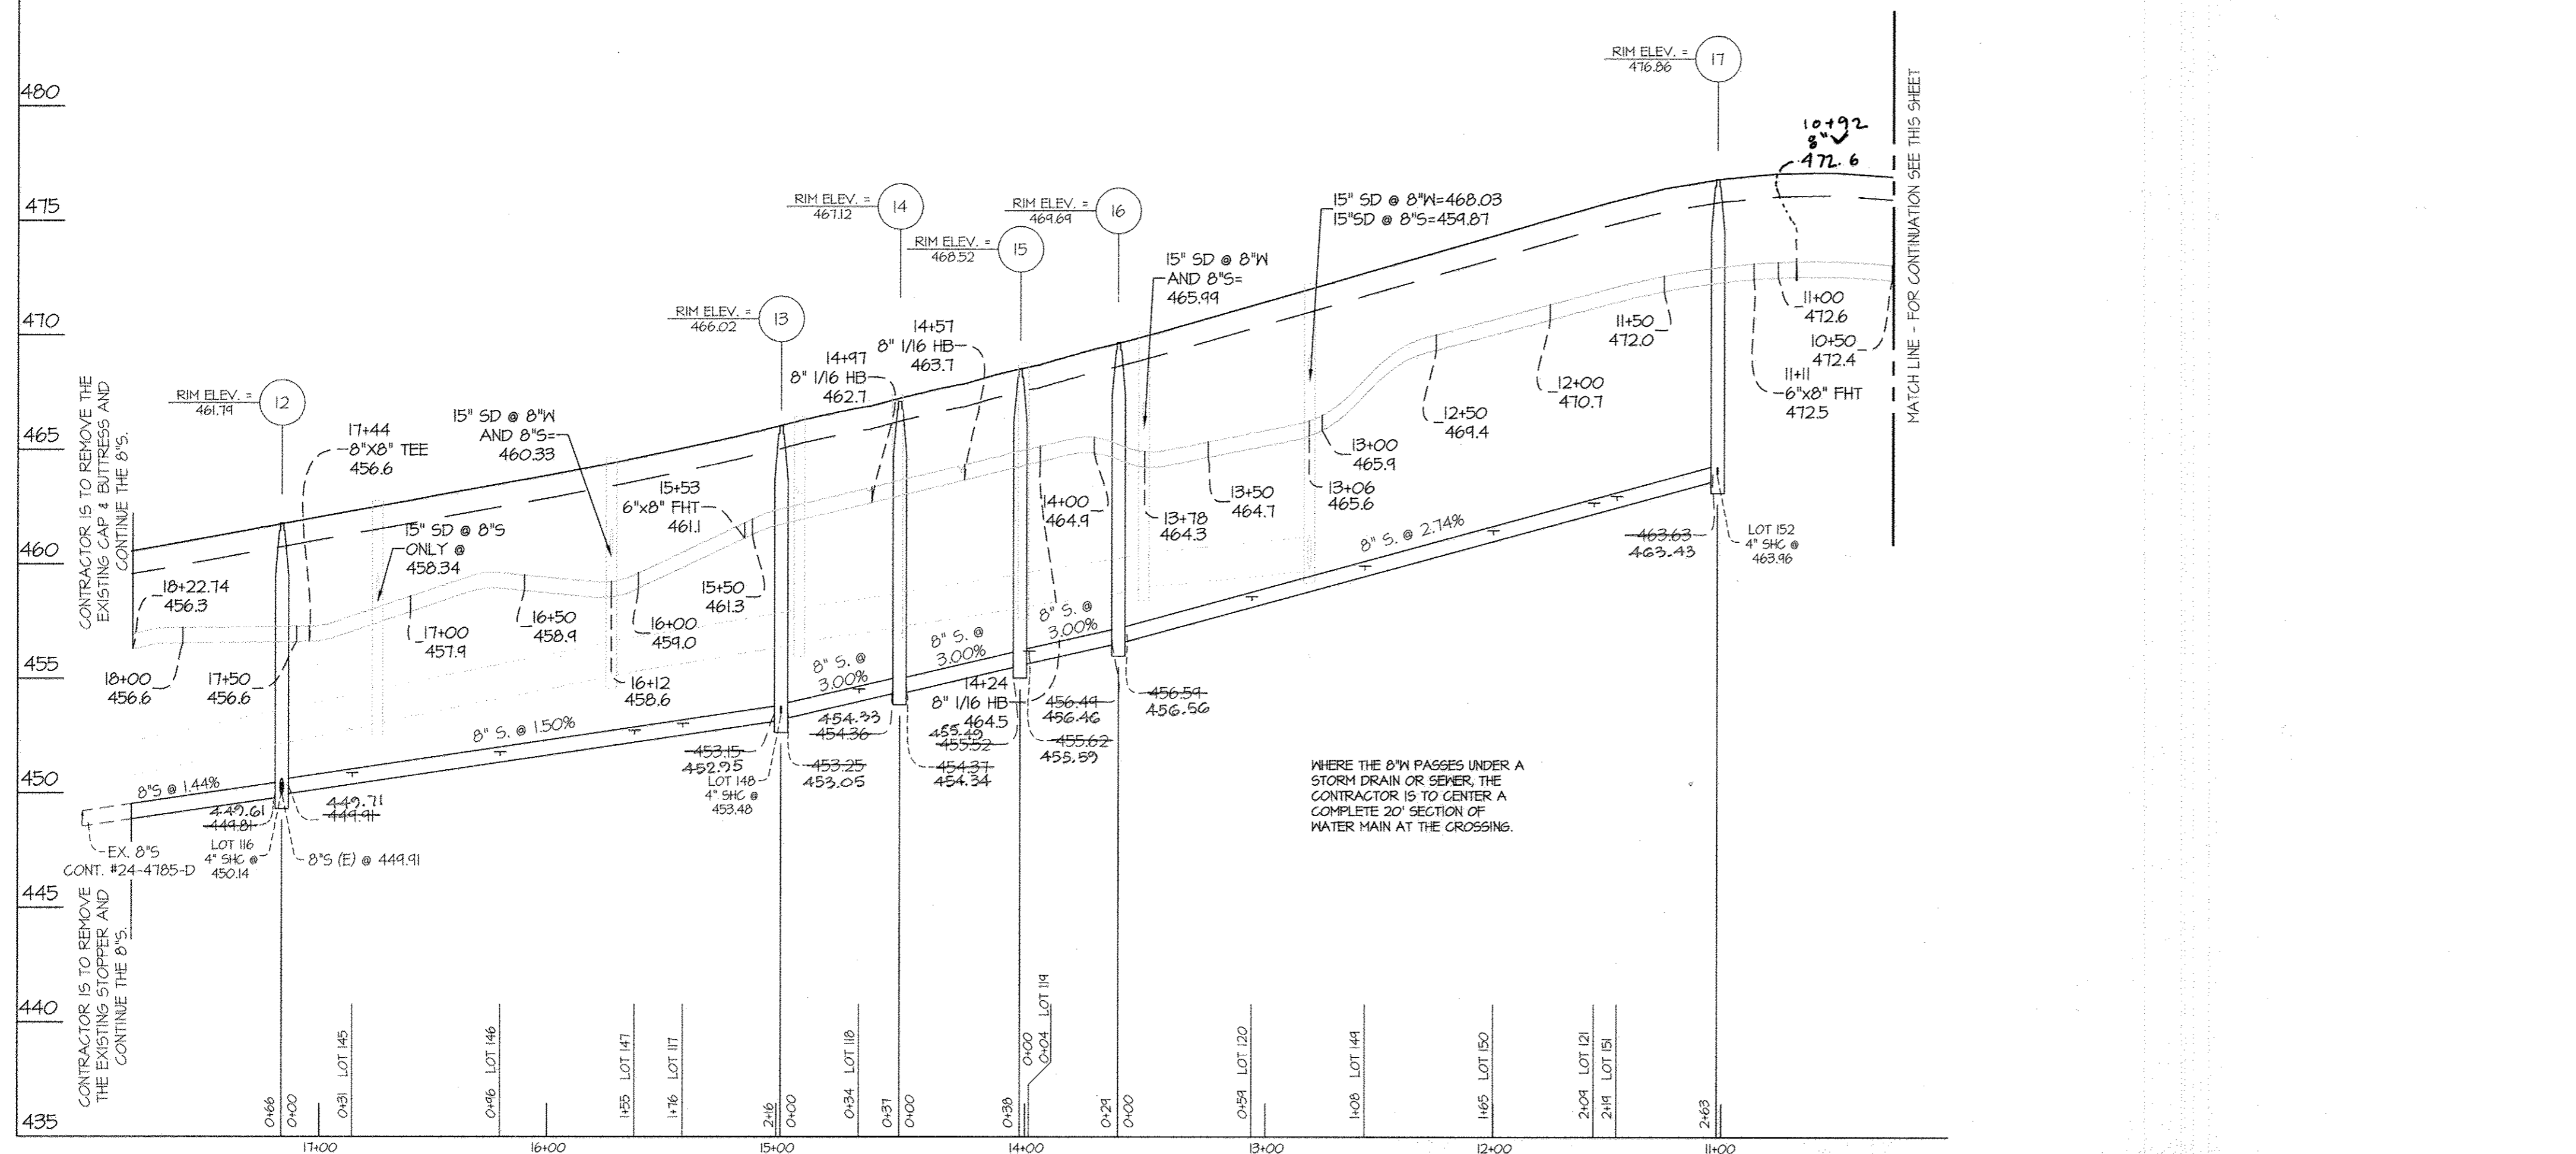 480
475
470
465
460
455
450
445
440
435
CONTRACTOR IS TO REMOVE THE
EXISTING CAP & BUTTRESS AND
CONTINUE THE 8"S.
CONTRACTOR IS TO REMOVE
THE EXISTING STOPPER AND
CONTINUE THE 8"S.
RIM ELEV. =
461.79
12
RIM ELEV. =
466.02
13
RIM ELEV. =
467.12
14
RIM ELEV. =
468.52
15
RIM ELEV. =
469.69
16
RIM ELEV. =
476.86
17
10+92
8"
472.6
MATCH LINE - FOR CONTINUATION SEE THIS SHEET
18+22.74
456.3
18+00
456.6
17+50
456.6
17+44
8"X8" TEE
456.6
15" SD @ 8"S
ONLY @
458.34
17+00
457.9
15" SD @ 8"W
AND 8"S=
460.33
16+50
458.9
16+12
458.6
16+00
459.0
15+53
6"x8" FHT
461.1
15+50
461.3
14+97
8" 1/16 HB
462.7
14+57
8" 1/16 HB
463.7
14+24
8" 1/16 HB
464.5
14+00
464.9
15" SD @ 8"W
AND 8"S=
465.99
13+78
464.3
13+50
464.7
15" SD @ 8"W=468.03
15"SD @ 8"S=459.87
13+06
465.6
13+00
465.9
12+50
469.4
12+00
470.7
11+50
472.0
11+11
6"x8" FHT
472.5
11+00
472.6
10+50
472.4
8"S @ 1.44%
8" S. @ 1.50%
8" S. @
3.00%
8" S. @
3.00%
8" S. @
3.00%
8" S. @ 2.74%
449.61
449.81
449.71
449.91
LOT 116
4" SHC @
450.14
8"S (E) @ 449.91
EX. 8"S
CONT. #24-4785-D
453.15
452.95
LOT 148
4" SHC @
453.48
453.25
453.05
454.33
454.36
454.37
454.34
455.49
455.52
455.62
455.59
456.49
456.46
456.59
456.56
463.63
463.43
LOT 152
4" SHC @
463.96
WHERE THE 8"W PASSES UNDER A
STORM DRAIN OR SEWER, THE
CONTRACTOR IS TO CENTER A
COMPLETE 20' SECTION OF
WATER MAIN AT THE CROSSING.
0+66
0+00
0+31 LOT 145
0+96 LOT 146
1+55 LOT 147
1+76 LOT 117
2+16
0+00
0+34 LOT 118
0+37
0+00
0+38
0+00
0+04 LOT 119
0+29
0+00
0+59 LOT 120
1+08 LOT 149
1+65 LOT 150
2+09 LOT 121
2+19 LOT 151
2+63
17+00
16+00
15+00
14+00
13+00
12+00
11+00